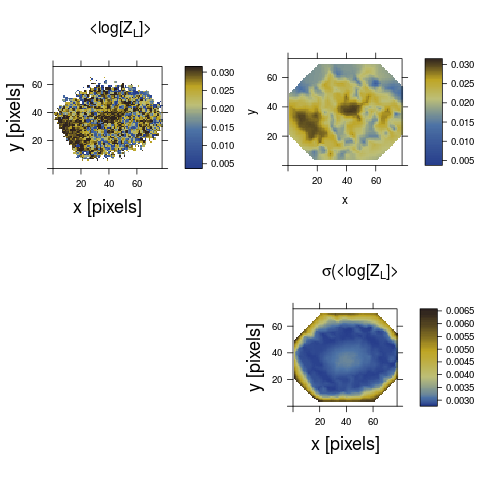 <log[Z_L]>
y [pixels]
60
40
20
20 40 60
x [pixels]
0.030
0.025
0.020
0.015
0.010
0.005
y
60
40
20
20 40 60
x
0.030
0.025
0.020
0.015
0.010
0.005
σ(<log[Z_L]>
y [pixels]
60
40
20
20 40 60
x [pixels]
0.0065
0.0060
0.0055
0.0050
0.0045
0.0040
0.0035
0.0030